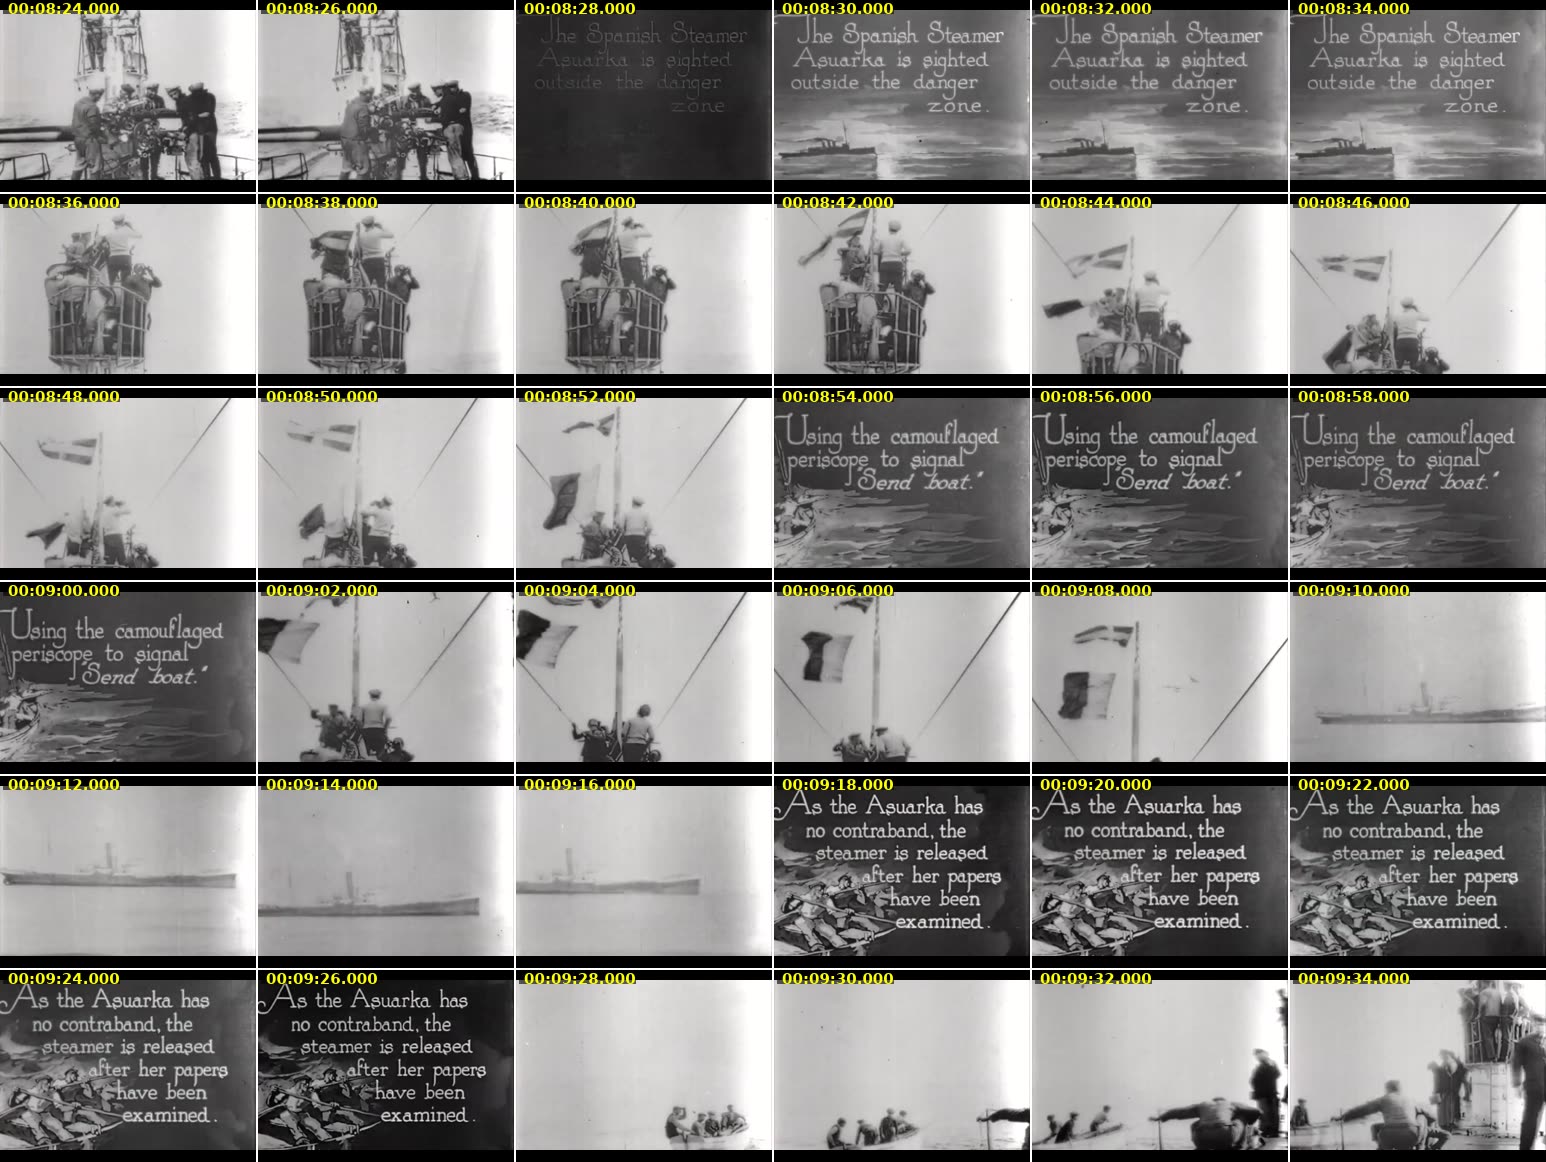 00:08:24.000
00:08:26.000
00:08:28.000
The Spanish Steamer
Asuarka is sighted
outside the danger
zone
00:08:30.000
The Spanish Steamer
Asuarka is sighted
outside the danger
zone.
00:08:32.000
The Spanish Steamer
Asuarka is sighted
outside the danger
zone.
00:08:34.000
The Spanish Steamer
Asuarka is sighted
outside the danger
zone.
00:08:36.000
00:08:38.000
00:08:40.000
00:08:42.000
00:08:44.000
00:08:46.000
00:08:48.000
00:08:50.000
00:08:52.000
00:08:54.000
Using the camouflaged
periscope to signal
"Send boat."
00:08:56.000
Using the camouflaged
periscope to signal
"Send boat."
00:08:58.000
Using the camouflaged
periscope to signal
"Send boat."
00:09:00.000
Using the camouflaged
periscope to signal
"Send boat."
00:09:02.000
00:09:04.000
00:09:06.000
00:09:08.000
00:09:10.000
00:09:12.000
00:09:14.000
00:09:16.000
00:09:18.000
As the Asuarka has
no contraband, the
steamer is released
after her papers
have been
examined.
00:09:20.000
As the Asuarka has
no contraband, the
steamer is released
after her papers
have been
examined.
00:09:22.000
As the Asuarka has
no contraband, the
steamer is released
after her papers
have been
examined.
00:09:24.000
As the Asuarka has
no contraband, the
steamer is released
after her papers
have been
examined.
00:09:26.000
As the Asuarka has
no contraband, the
steamer is released
after her papers
have been
examined.
00:09:28.000
00:09:30.000
00:09:32.000
00:09:34.000